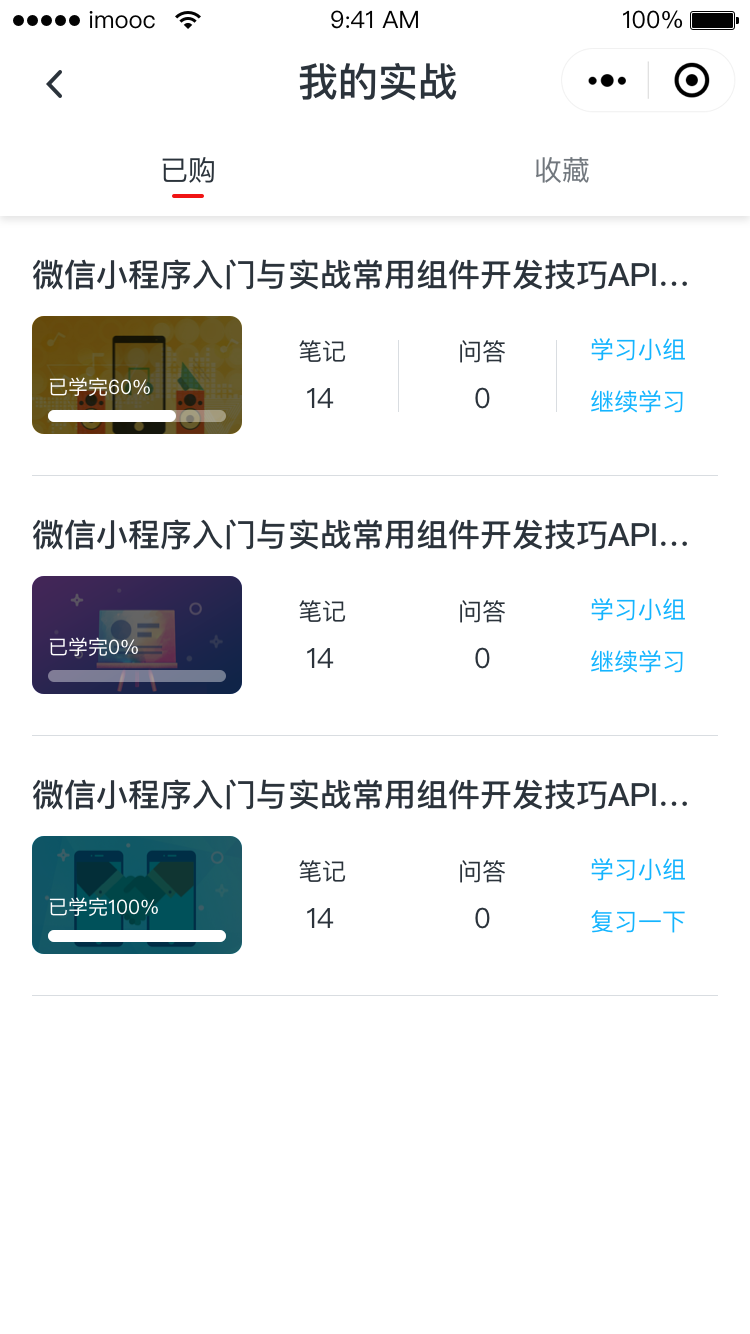 imooc 9:41 AM 100%
我的实战
已购 收藏
微信小程序入门与实战常用组件开发技巧API...
笔记 问答 学习小组
已学完60%
14 0 继续学习
微信小程序入门与实战常用组件开发技巧API...
笔记 问答 学习小组
已学完0%
14 0 继续学习
微信小程序入门与实战常用组件开发技巧API...
笔记 问答 学习小组
已学完100%
14 0 复习一下